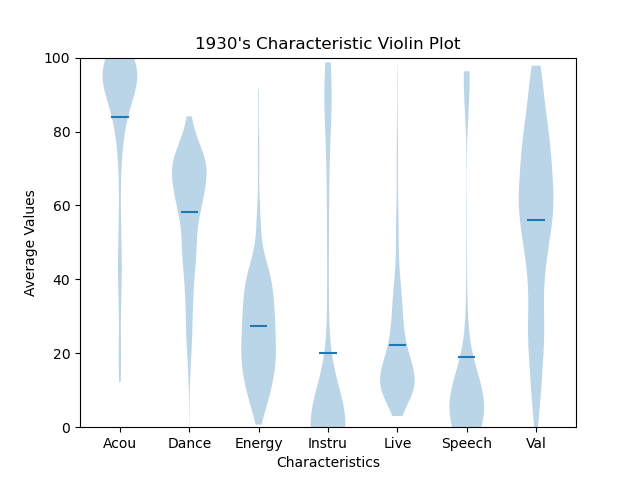 1930's Characteristic Violin Plot
100
80
60
40
20
0
Average Values
Acou Dance Energy Instru Live Speech Val
Characteristics